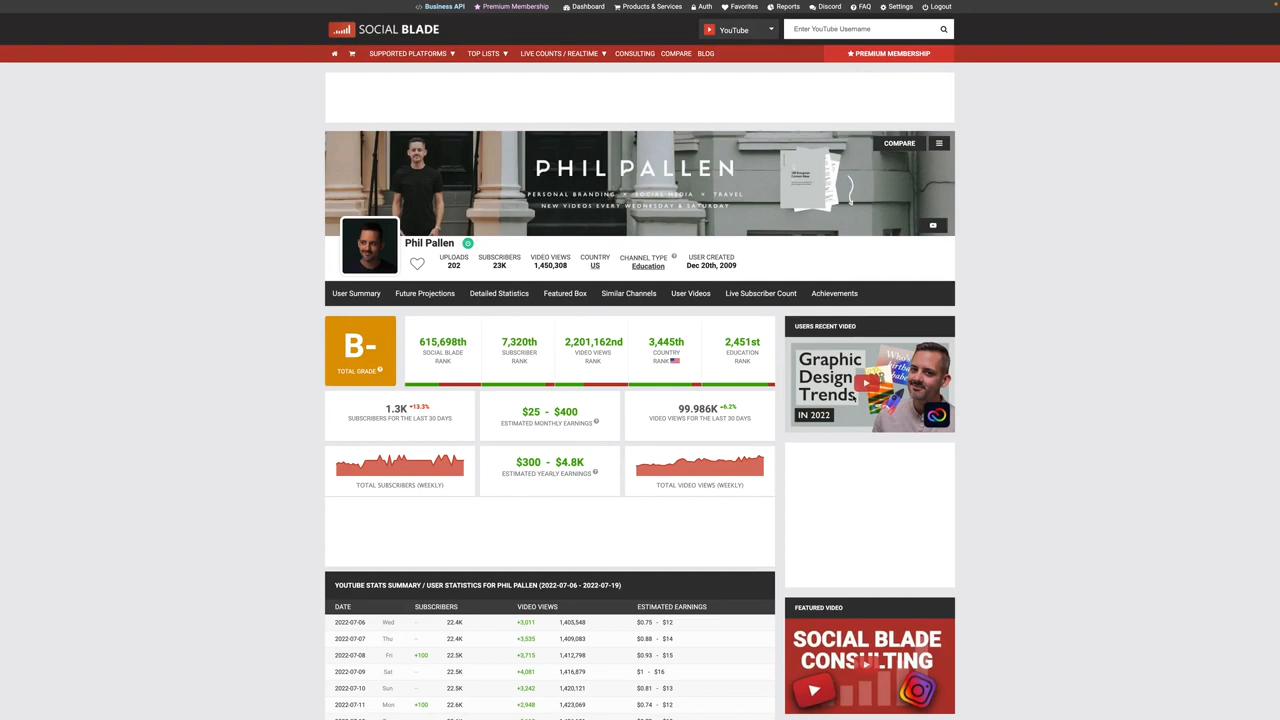 Business API Premium Membership Dashboard Products & Services Auth Favorites Reports Discord FAQ Settings Logout
SOCIAL BLADE YouTube Enter YouTube Username
SUPPORTED PLATFORMS TOP LISTS LIVE COUNTS / REALTIME CONSULTING COMPARE BLOG PREMIUM MEMBERSHIP
COMPARE
PHIL PALLEN
PERSONAL BRANDING × SOCIAL MEDIA × TRAVEL
NEW VIDEOS EVERY WEDNESDAY & SATURDAY
Phil Pallen
UPLOADS SUBSCRIBERS VIDEO VIEWS COUNTRY CHANNEL TYPE USER CREATED
202 23K 1,450,308 US Education Dec 20th, 2009
User Summary Future Projections Detailed Statistics Featured Box Similar Channels User Videos Live Subscriber Count Achievements
B-
TOTAL GRADE
615,698th 7,320th 2,201,162nd 3,445th 2,451st
SOCIAL BLADE RANK SUBSCRIBER RANK VIDEO VIEWS RANK COUNTRY RANK EDUCATION RANK
1.3K +13.3%
SUBSCRIBERS FOR THE LAST 30 DAYS
$25 - $400
ESTIMATED MONTHLY EARNINGS
99.986K +6.2%
VIDEO VIEWS FOR THE LAST 30 DAYS
TOTAL SUBSCRIBERS (WEEKLY)
$300 - $4.8K
ESTIMATED YEARLY EARNINGS
TOTAL VIDEO VIEWS (WEEKLY)
YOUTUBE STATS SUMMARY / USER STATISTICS FOR PHIL PALLEN (2022-07-06 - 2022-07-19)
DATE SUBSCRIBERS VIDEO VIEWS ESTIMATED EARNINGS
2022-07-06 Wed -- 22.4K +3,011 1,405,548 $0.75 - $12
2022-07-07 Thu -- 22.4K +3,535 1,409,083 $0.88 - $14
2022-07-08 Fri +100 22.5K +3,715 1,412,798 $0.93 - $15
2022-07-09 Sat -- 22.5K +4,081 1,416,879 $1 - $16
2022-07-10 Sun -- 22.5K +3,242 1,420,121 $0.81 - $13
2022-07-11 Mon +100 22.6K +2,948 1,423,069 $0.74 - $12
USERS RECENT VIDEO
Graphic
Design
Trends
IN 2022
FEATURED VIDEO
SOCIAL BLADE
CONSULTING